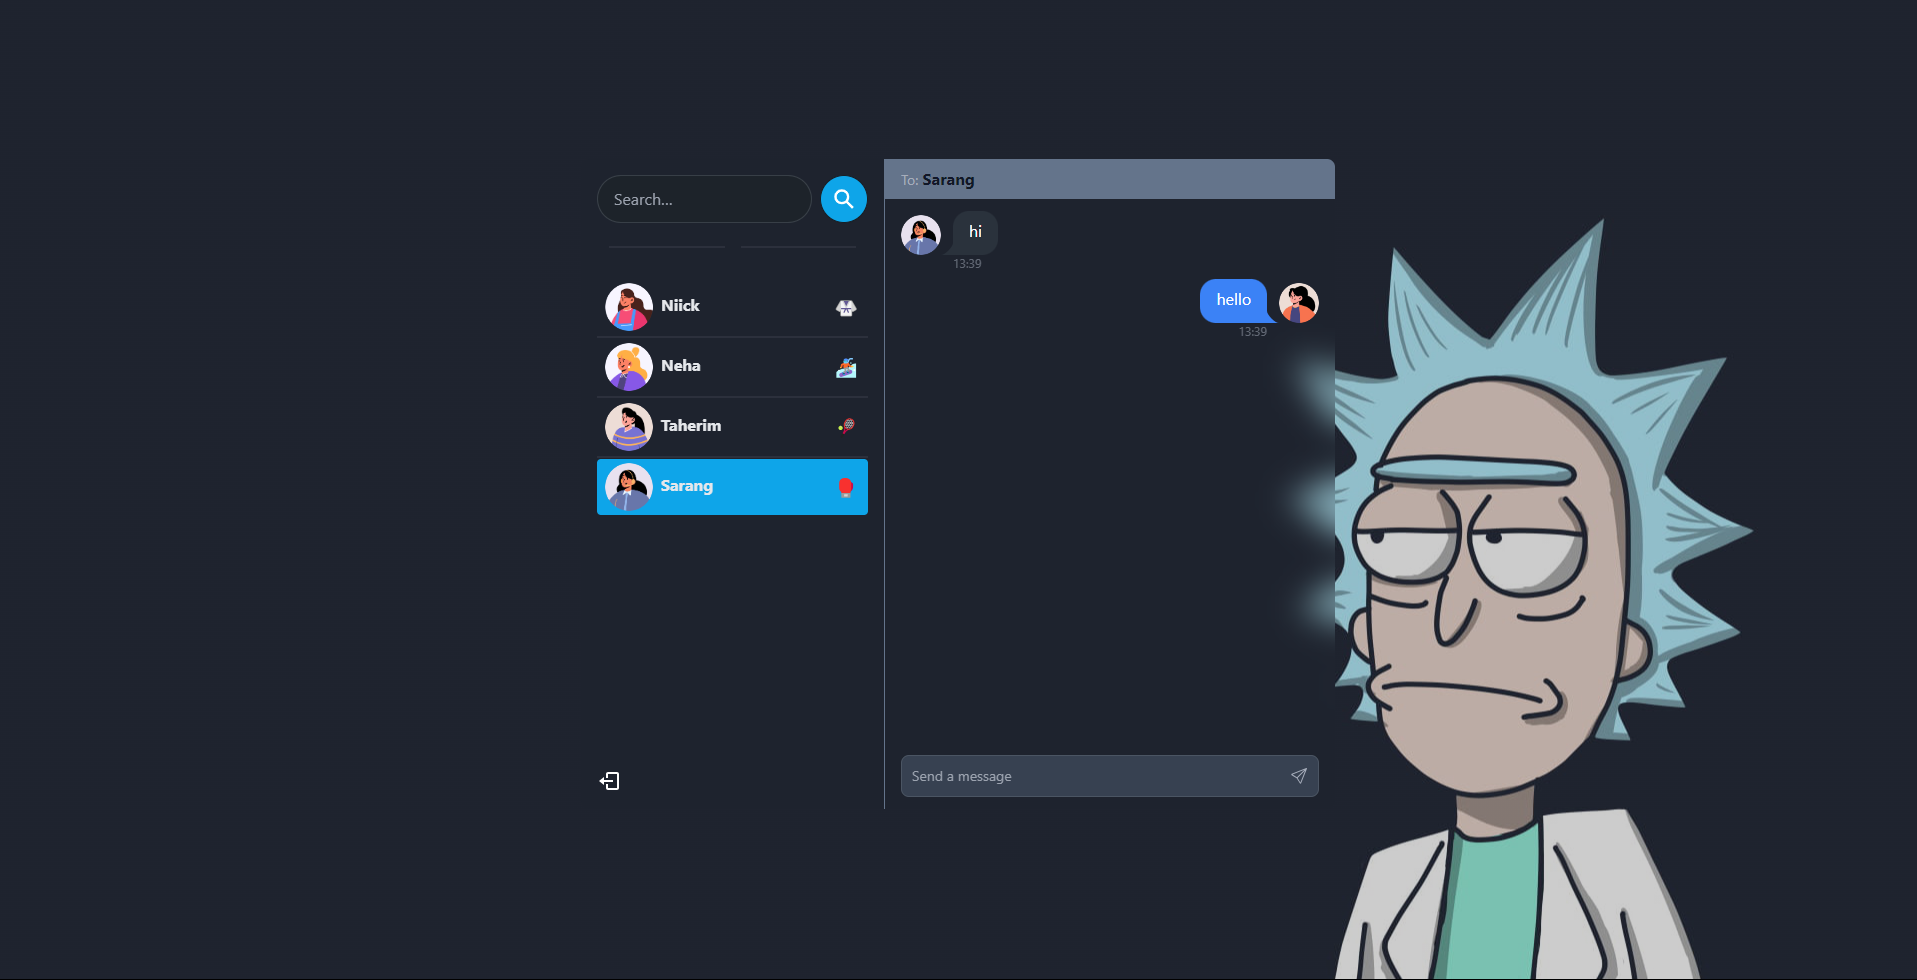 Search...
Niick
Neha
Taherim
Sarang
To: Sarang
hi
13:39
hello
13:39
Send a message